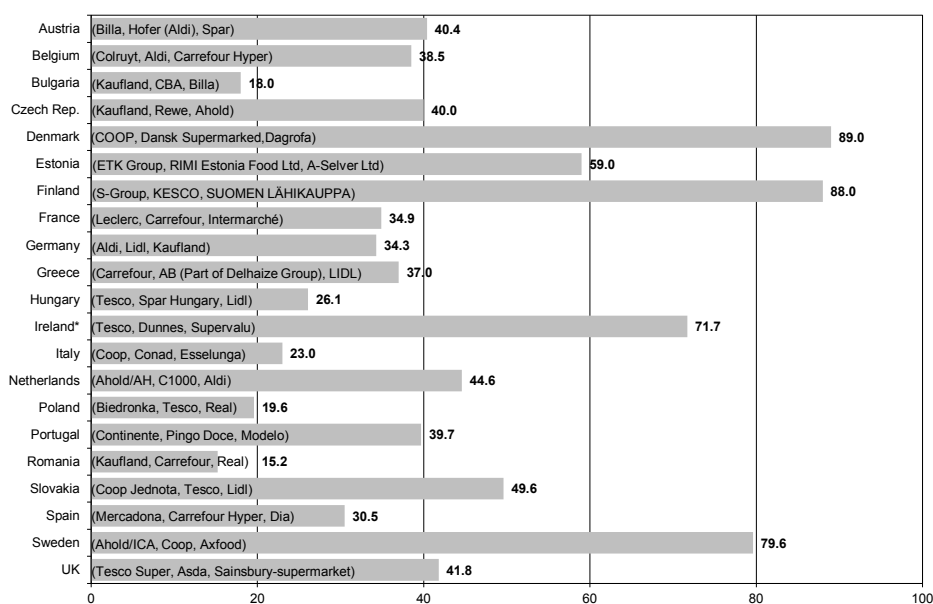 Austria (Billa, Hofer (Aldi), Spar) 40.4
Belgium (Colruyt, Aldi, Carrefour Hyper) 38.5
Bulgaria (Kaufland, CBA, Billa) 18.0
Czech Rep. (Kaufland, Rewe, Ahold) 40.0
Denmark (COOP, Dansk Supermarked,Dagrofa) 89.0
Estonia (ETK Group, RIMI Estonia Food Ltd, A-Selver Ltd) 59.0
Finland (S-Group, KESCO, SUOMEN LÄHIKAUPPA) 88.0
France (Leclerc, Carrefour, Intermarché) 34.9
Germany (Aldi, Lidl, Kaufland) 34.3
Greece (Carrefour, AB (Part of Delhaize Group), LIDL) 37.0
Hungary (Tesco, Spar Hungary, Lidl) 26.1
Ireland* (Tesco, Dunnes, Supervalu) 71.7
Italy (Coop, Conad, Esselunga) 23.0
Netherlands (Ahold/AH, C1000, Aldi) 44.6
Poland (Biedronka, Tesco, Real) 19.6
Portugal (Continente, Pingo Doce, Modelo) 39.7
Romania (Kaufland, Carrefour, Real) 15.2
Slovakia (Coop Jednota, Tesco, Lidl) 49.6
Spain (Mercadona, Carrefour Hyper, Dia) 30.5
Sweden (Ahold/ICA, Coop, Axfood) 79.6
UK (Tesco Super, Asda, Sainsbury-supermarket) 41.8
0 20 40 60 80 100